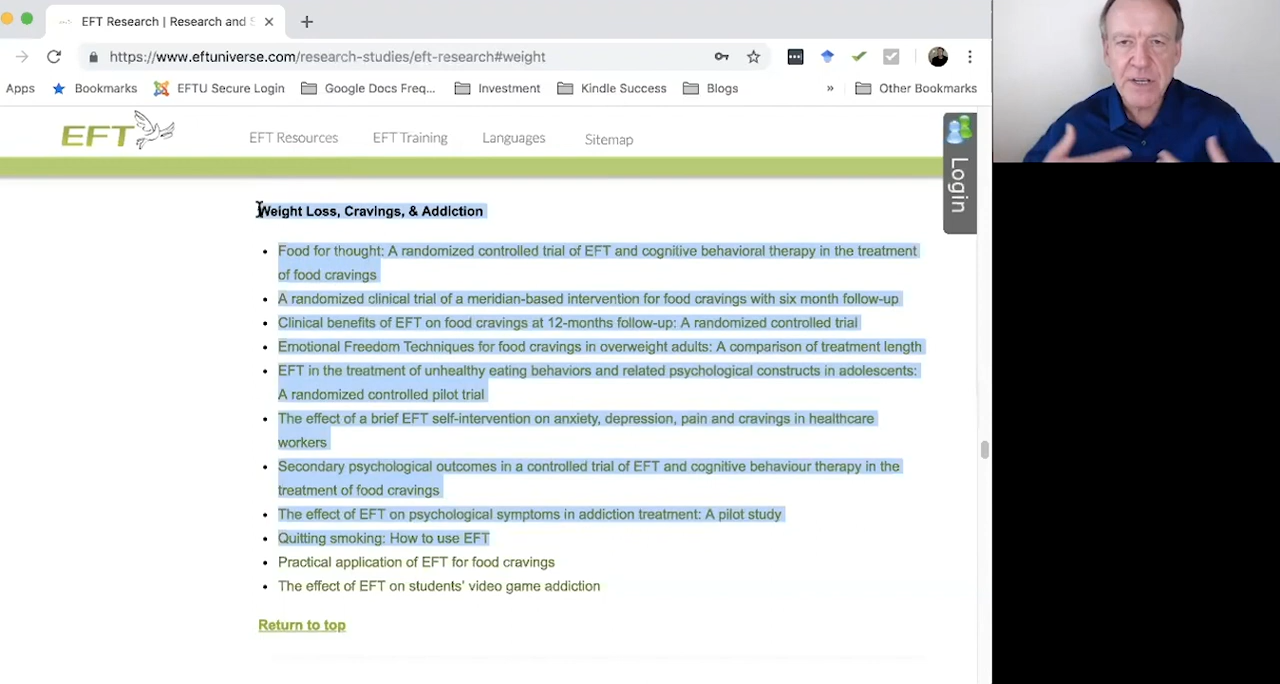 EFT Research | Research and S
https://www.eftuniverse.com/research-studies/eft-research#weight
Apps Bookmarks EFTU Secure Login Google Docs Freq... Investment Kindle Success Blogs » Other Bookmarks
EFT EFT Resources EFT Training Languages Sitemap
Login
Weight Loss, Cravings, & Addiction
• Food for thought: A randomized controlled trial of EFT and cognitive behavioral therapy in the treatment
of food cravings
• A randomized clinical trial of a meridian-based intervention for food cravings with six month follow-up
• Clinical benefits of EFT on food cravings at 12-months follow-up: A randomized controlled trial
• Emotional Freedom Techniques for food cravings in overweight adults: A comparison of treatment length
• EFT in the treatment of unhealthy eating behaviors and related psychological constructs in adolescents:
A randomized controlled pilot trial
• The effect of a brief EFT self-intervention on anxiety, depression, pain and cravings in healthcare
workers
• Secondary psychological outcomes in a controlled trial of EFT and cognitive behaviour therapy in the
treatment of food cravings
• The effect of EFT on psychological symptoms in addiction treatment: A pilot study
• Quitting smoking: How to use EFT
• Practical application of EFT for food cravings
• The effect of EFT on students' video game addiction
Return to top